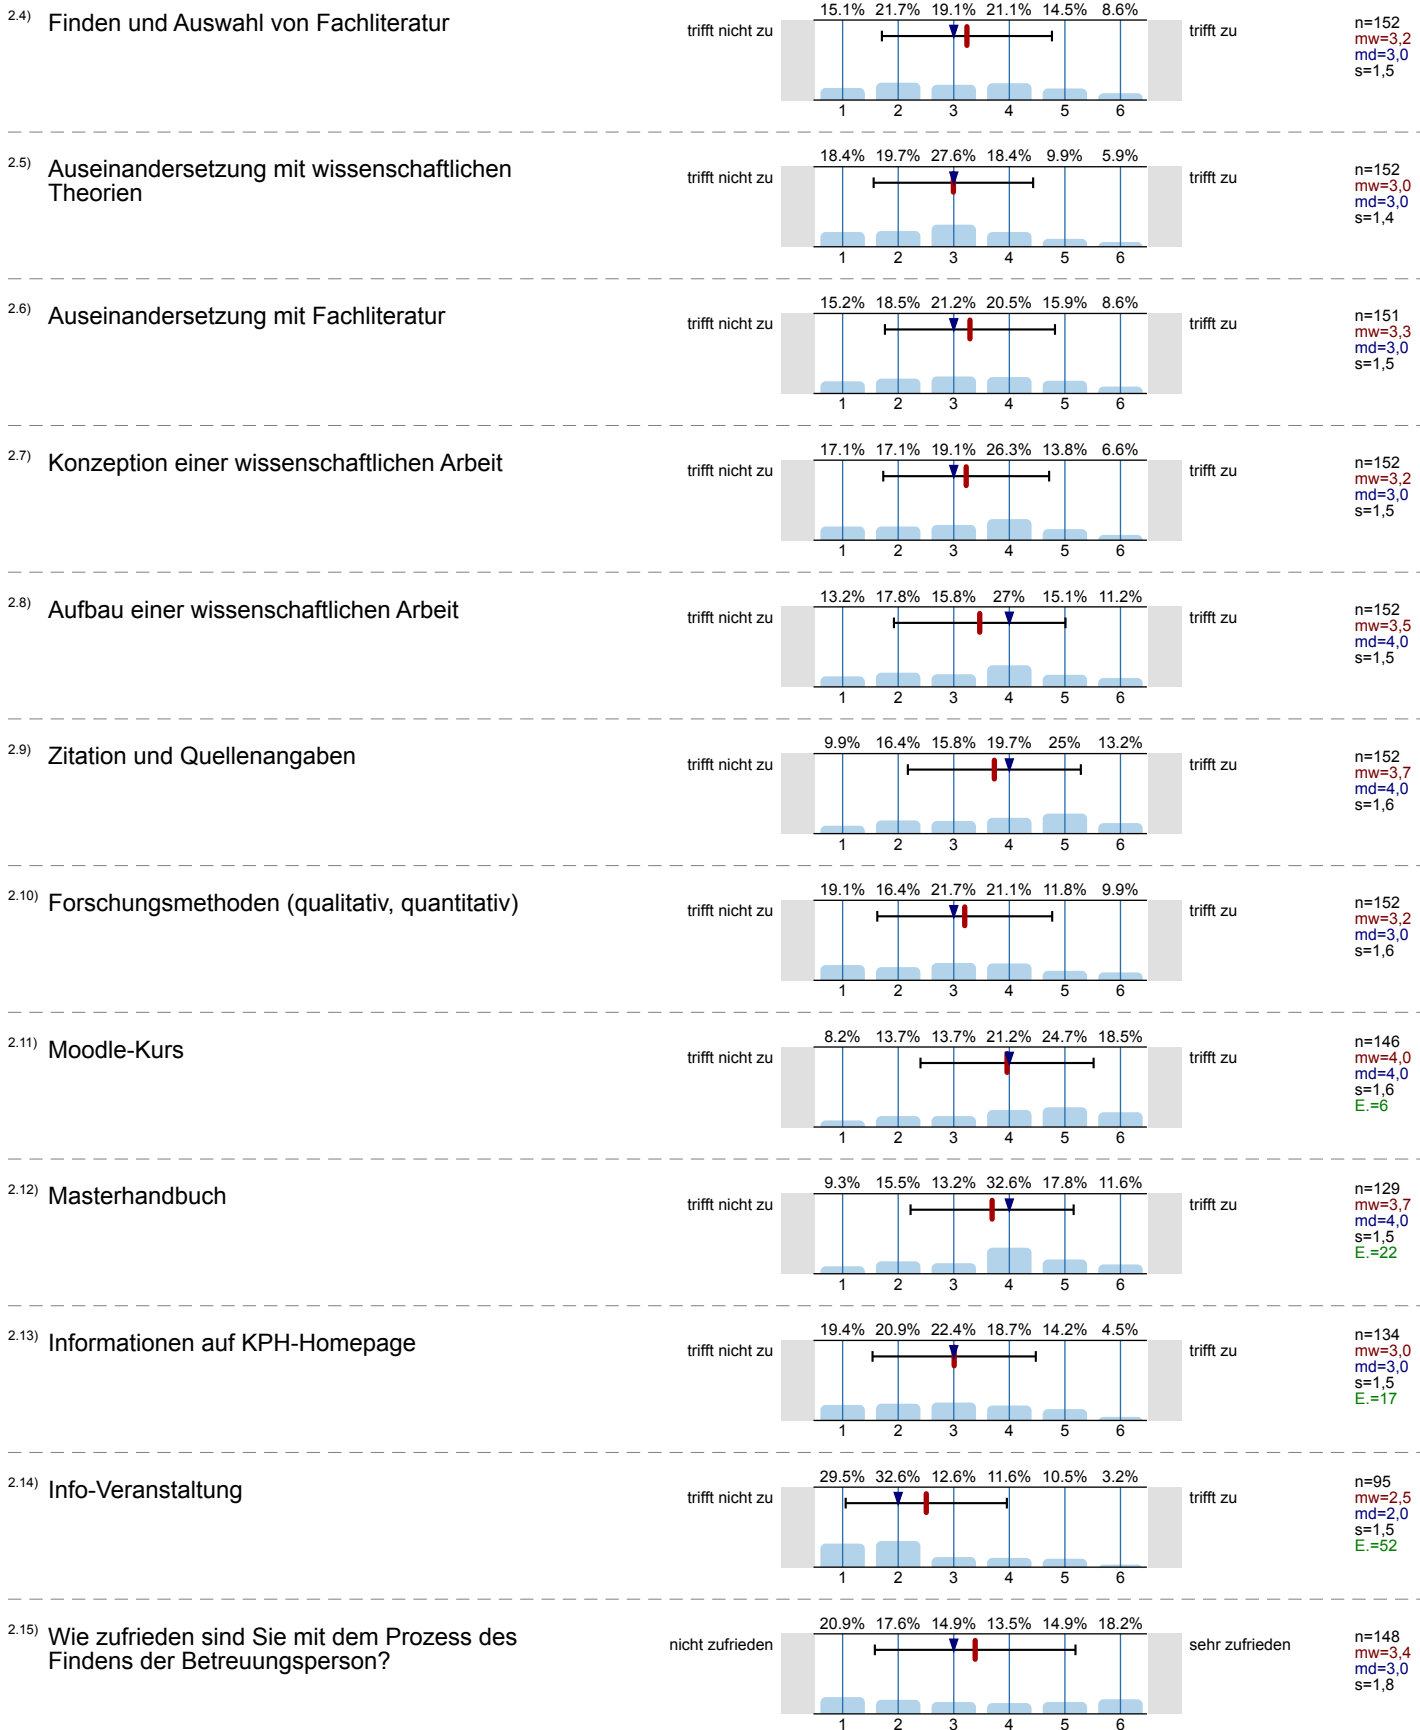 15.1% 21.7% 19.1% 21.1% 14.5% 8.6%
2.4) Finden und Auswahl von Fachliteratur
trifft nicht zu
trifft zu
n=152
mw=3,2
md=3,0
s=1,5
1 2 3 4 5 6
18.4% 19.7% 27.6% 18.4% 9.9% 5.9%
2.5) Auseinandersetzung mit wissenschaftlichen
Theorien
trifft nicht zu
trifft zu
n=152
mw=3,0
md=3,0
s=1,4
1 2 3 4 5 6
15.2% 18.5% 21.2% 20.5% 15.9% 8.6%
2.6) Auseinandersetzung mit Fachliteratur
trifft nicht zu
trifft zu
n=151
mw=3,3
md=3,0
s=1,5
1 2 3 4 5 6
17.1% 17.1% 19.1% 26.3% 13.8% 6.6%
2.7) Konzeption einer wissenschaftlichen Arbeit
trifft nicht zu
trifft zu
n=152
mw=3,2
md=3,0
s=1,5
1 2 3 4 5 6
13.2% 17.8% 15.8% 27% 15.1% 11.2%
2.8) Aufbau einer wissenschaftlichen Arbeit
trifft nicht zu
trifft zu
n=152
mw=3,5
md=4,0
s=1,5
1 2 3 4 5 6
9.9% 16.4% 15.8% 19.7% 25% 13.2%
2.9) Zitation und Quellenangaben
trifft nicht zu
trifft zu
n=152
mw=3,7
md=4,0
s=1,6
1 2 3 4 5 6
19.1% 16.4% 21.7% 21.1% 11.8% 9.9%
2.10) Forschungsmethoden (qualitativ, quantitativ)
trifft nicht zu
trifft zu
n=152
mw=3,2
md=3,0
s=1,6
1 2 3 4 5 6
8.2% 13.7% 13.7% 21.2% 24.7% 18.5%
2.11) Moodle-Kurs
trifft nicht zu
trifft zu
n=146
mw=4,0
md=4,0
s=1,6
E.=6
1 2 3 4 5 6
9.3% 15.5% 13.2% 32.6% 17.8% 11.6%
2.12) Masterhandbuch
trifft nicht zu
trifft zu
n=129
mw=3,7
md=4,0
s=1,5
E.=22
1 2 3 4 5 6
19.4% 20.9% 22.4% 18.7% 14.2% 4.5%
2.13) Informationen auf KPH-Homepage
trifft nicht zu
trifft zu
n=134
mw=3,0
md=3,0
s=1,5
E.=17
1 2 3 4 5 6
29.5% 32.6% 12.6% 11.6% 10.5% 3.2%
2.14) Info-Veranstaltung
trifft nicht zu
trifft zu
n=95
mw=2,5
md=2,0
s=1,5
E.=52
1 2 3 4 5 6
20.9% 17.6% 14.9% 13.5% 14.9% 18.2%
2.15) Wie zufrieden sind Sie mit dem Prozess des
Findens der Betreuungsperson?
nicht zufrieden
sehr zufrieden
n=148
mw=3,4
md=3,0
s=1,8
1 2 3 4 5 6